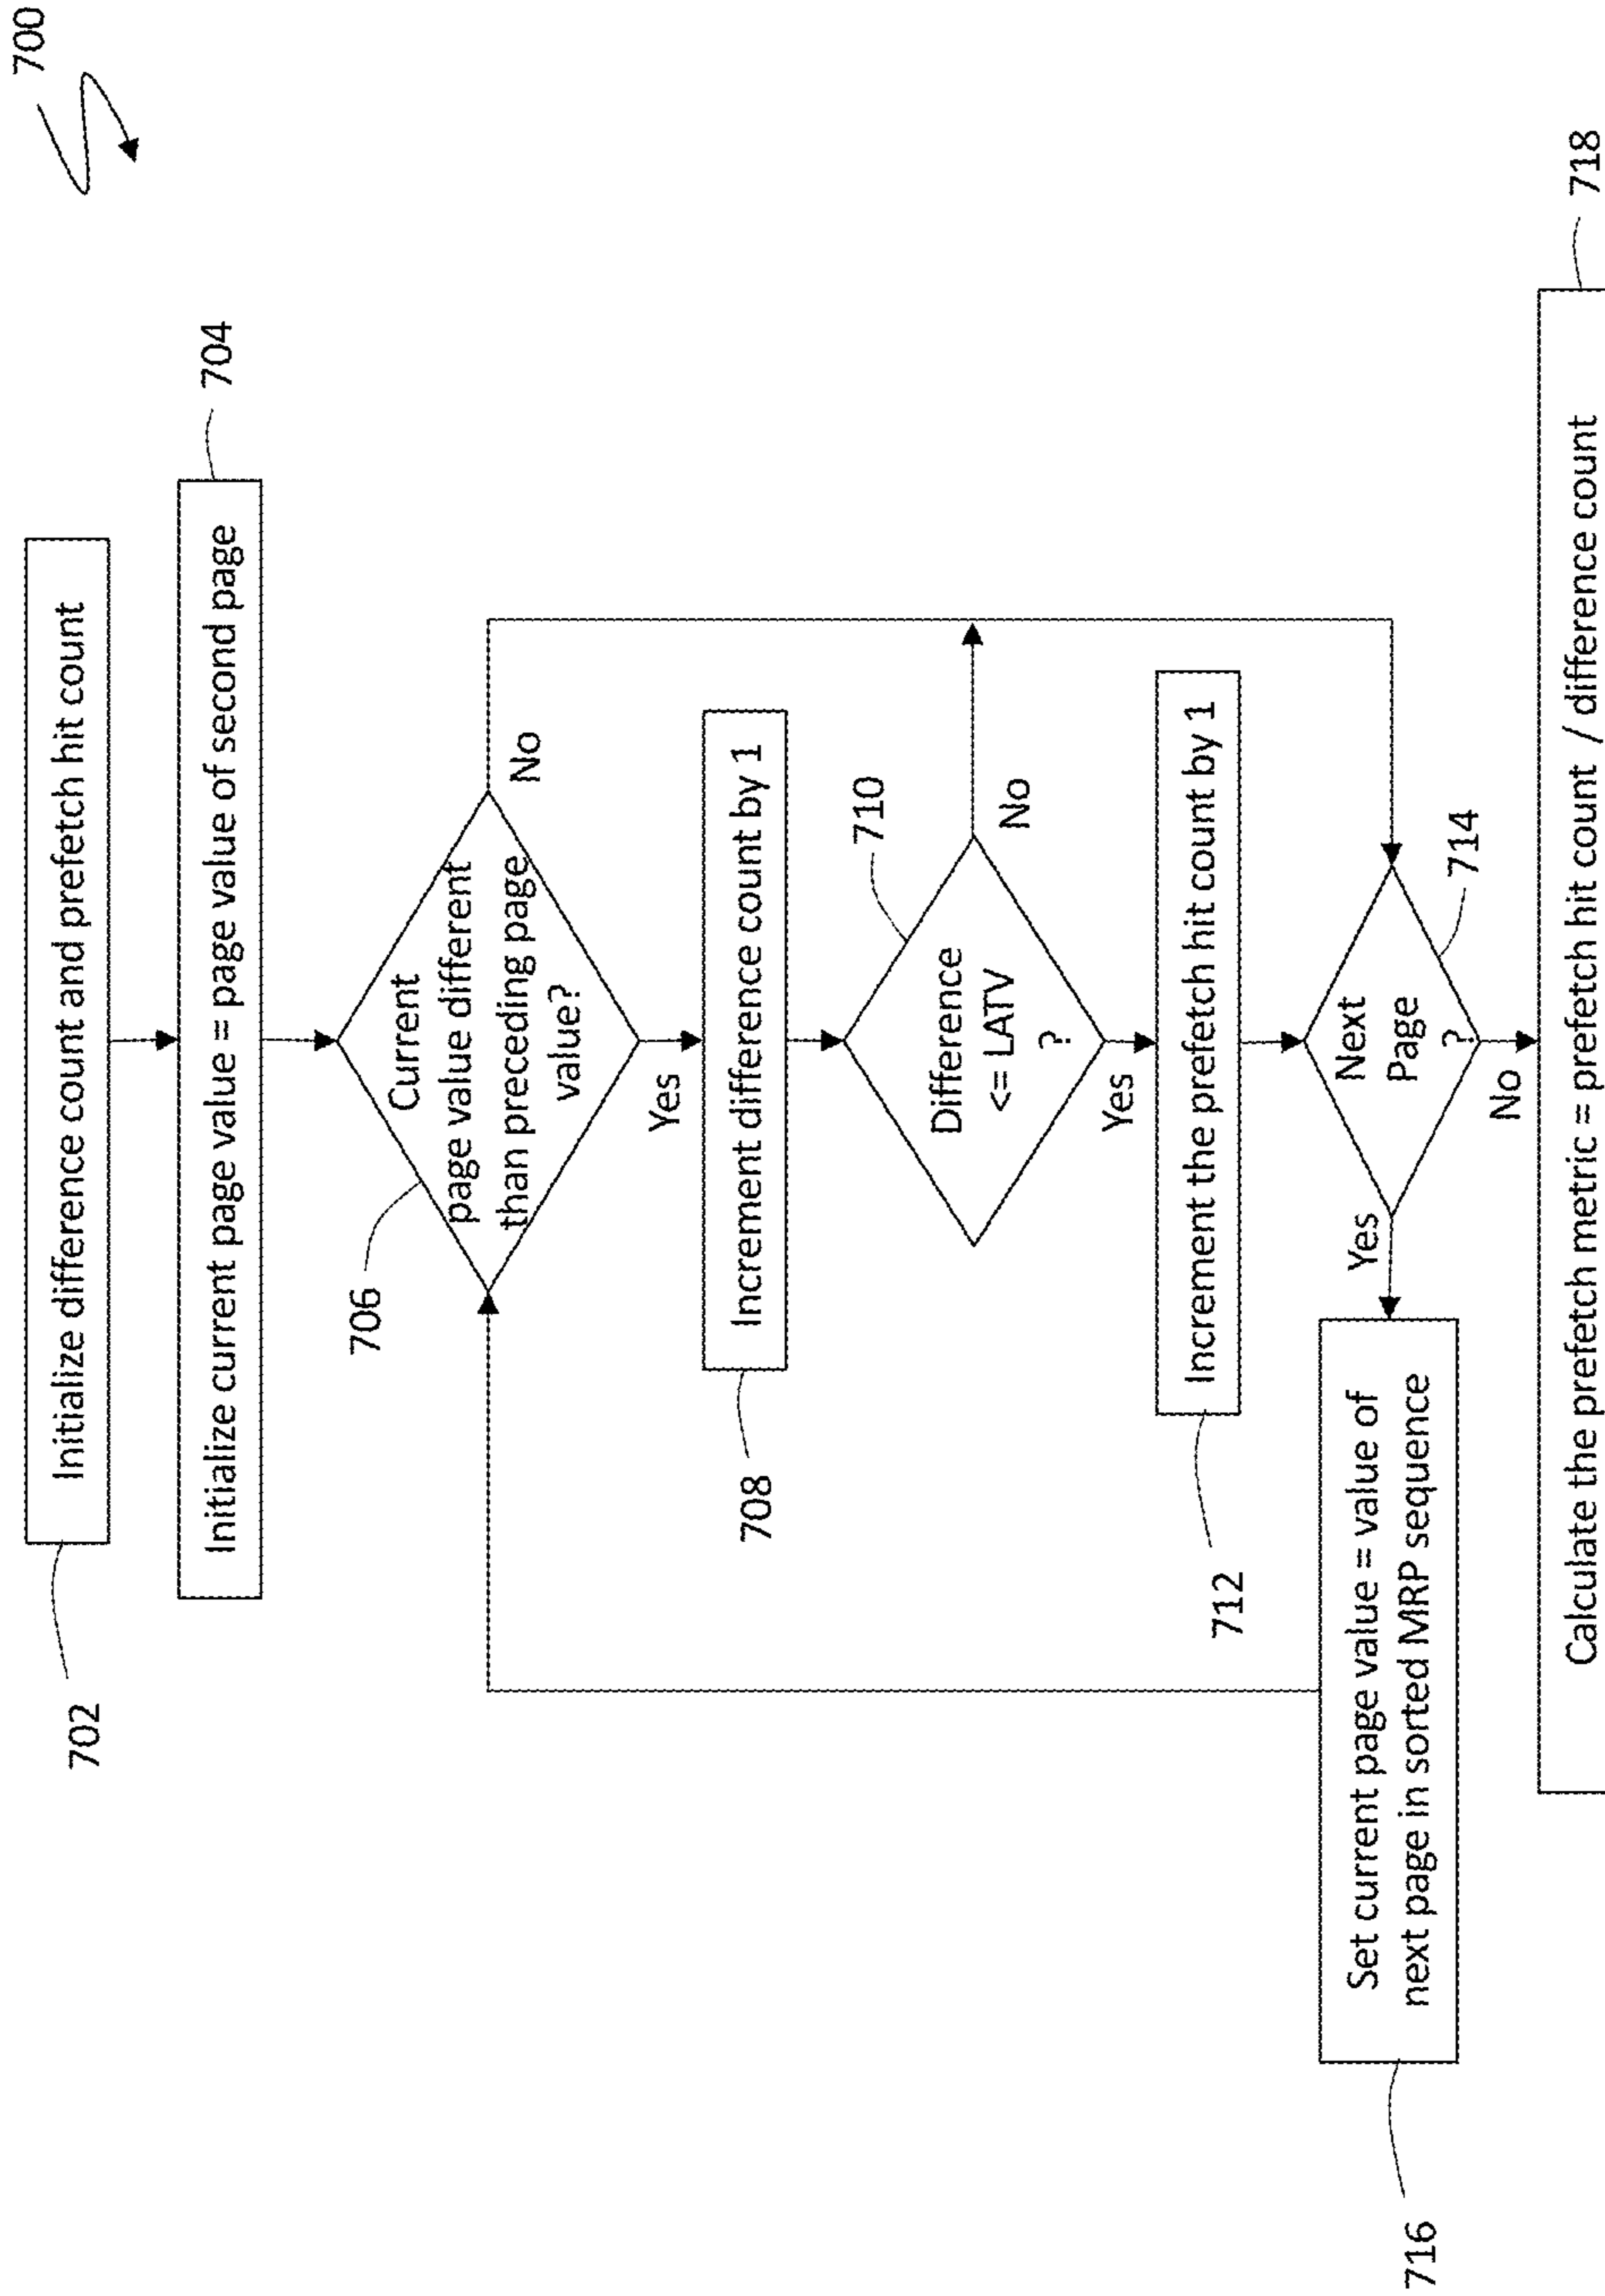 700
702
Initialize difference count and prefetch hit count
704
Initialize current page value = page value of second page
706
Current
page value different
than preceding page
value?
No
Yes
708
Increment difference count by 1
710
Difference
<= LATV
?
No
Yes
712
Increment the prefetch hit count by 1
714
Next
Page
?
Yes
No
716
Set current page value = value of
next page in sorted MRP sequence
718
Calculate the prefetch metric = prefetch hit count / difference count